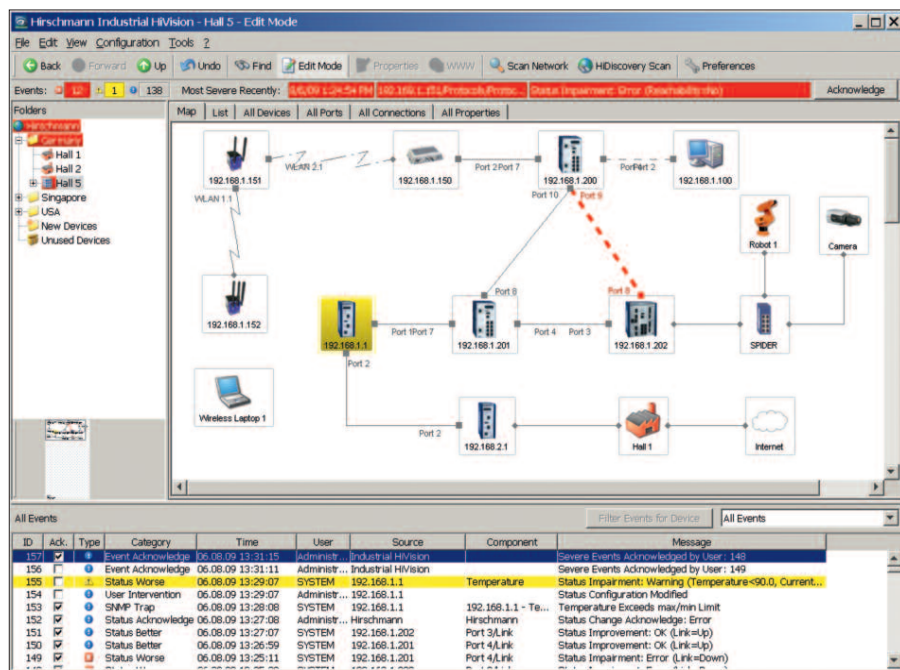 Hirschmann Industrial HiVision - Hall 5 - Edit Mode
File Edit View Configuration Tools ?
Back Forward Up Undo Find Edit Mode Properties WWW Scan Network HiDiscovery Scan Preferences
Events: 12 1 138 Most Severe Recently: Status Impairment: Error Acknowledge
Folders
Map List All Devices All Ports All Connections All Properties
Hirschmann
Germany
Hall 1
Hall 2
Hall 5
Singapore
USA
New Devices
Unused Devices
192.168.1.151
WLAN 2.1
192.168.1.150
Port 2 Port 7
192.168.1.200
Port 2
192.168.1.100
WLAN 1.1
Port 10
Port 9
Robot 1
Camera
192.168.1.152
Port 8
Port 8
192.168.1.1
Port 1 Port 7
192.168.1.201
Port 4
Port 3
192.168.1.202
SPIDER
Port 2
Wireless Laptop 1
Port 2
192.168.2.1
Hall 1
Internet
All Events
Filter Events for Device
All Events
ID Ack. Type Category Time User Source Component Message
157 Event Acknowledge 06.08.09 13:31:15 Administr... Industrial HiVision Severe Events Acknowledged by User: 148
156 Event Acknowledge 06.08.09 13:31:11 Administr... Industrial HiVision Severe Events Acknowledged by User: 149
155 Status Worse 06.08.09 13:29:07 SYSTEM 192.168.1.1 Temperature Status Impairment: Warning (Temperature<90.0, Current...
154 User Intervention 06.08.09 13:29:07 SYSTEM 192.168.1.1 Status Configuration Modified
153 SNMP Trap 06.08.09 13:28:08 SYSTEM 192.168.1.1 192.168.1.1 - Te... Temperature Exceeds max/min Limit
152 Status Acknowledge 06.08.09 13:27:08 Administr... Hirschmann Hirschmann Status Change Acknowledge: Error
151 Status Better 06.08.09 13:27:07 SYSTEM 192.168.1.202 Port 3/Link Status Improvement: OK (Link=Up)
150 Status Better 06.08.09 13:26:59 SYSTEM 192.168.1.201 Port 4/Link Status Improvement: OK (Link=Up)
149 Status Worse 06.08.09 13:25:11 SYSTEM 192.168.1.201 Port 4/Link Status Impairment: Error (Link=Down)